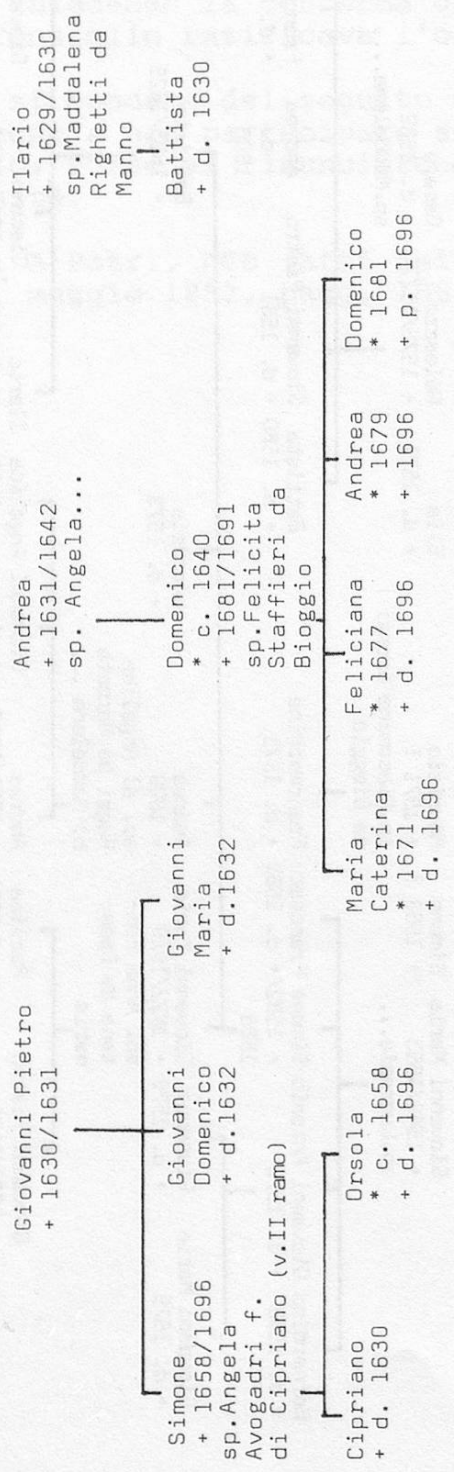 Giovanni Pietro
+ 1630/1631
Andrea
+ 1631/1642
sp. Angela...
Ilario
+ 1629/1630
sp.Maddalena
Righetti da
Manno
Simone
+ 1658/1696
sp.Angela
Avogadri f.
di Cipriano (v.II ramo)
Giovanni
Domenico
+ d.1632
Giovanni
Maria
+ d.1632
Domenico
* c. 1640
+ 1681/1691
sp.Felicita
Staffieri da
Bioggio
Battista
+ d. 1630
Cipriano
+ d. 1630
Orsola
* c. 1658
+ d. 1696
Maria
Caterina
* 1671
+ d. 1696
Feliciana
* 1677
+ d. 1696
Andrea
* 1679
+ 1696
Domenico
* 1681
+ p. 1696